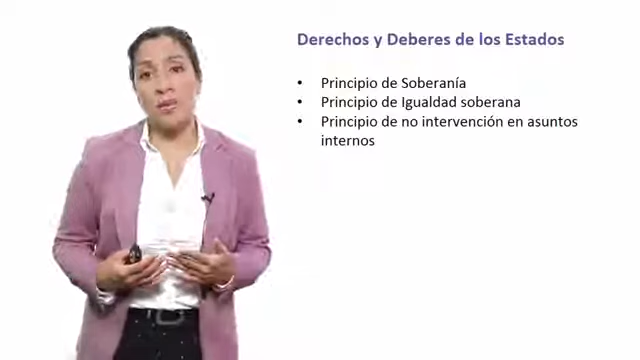 Derechos y Deberes de los Estados
• Principio de Soberanía
• Principio de Igualdad soberana
• Principio de no intervención en asuntos
internos